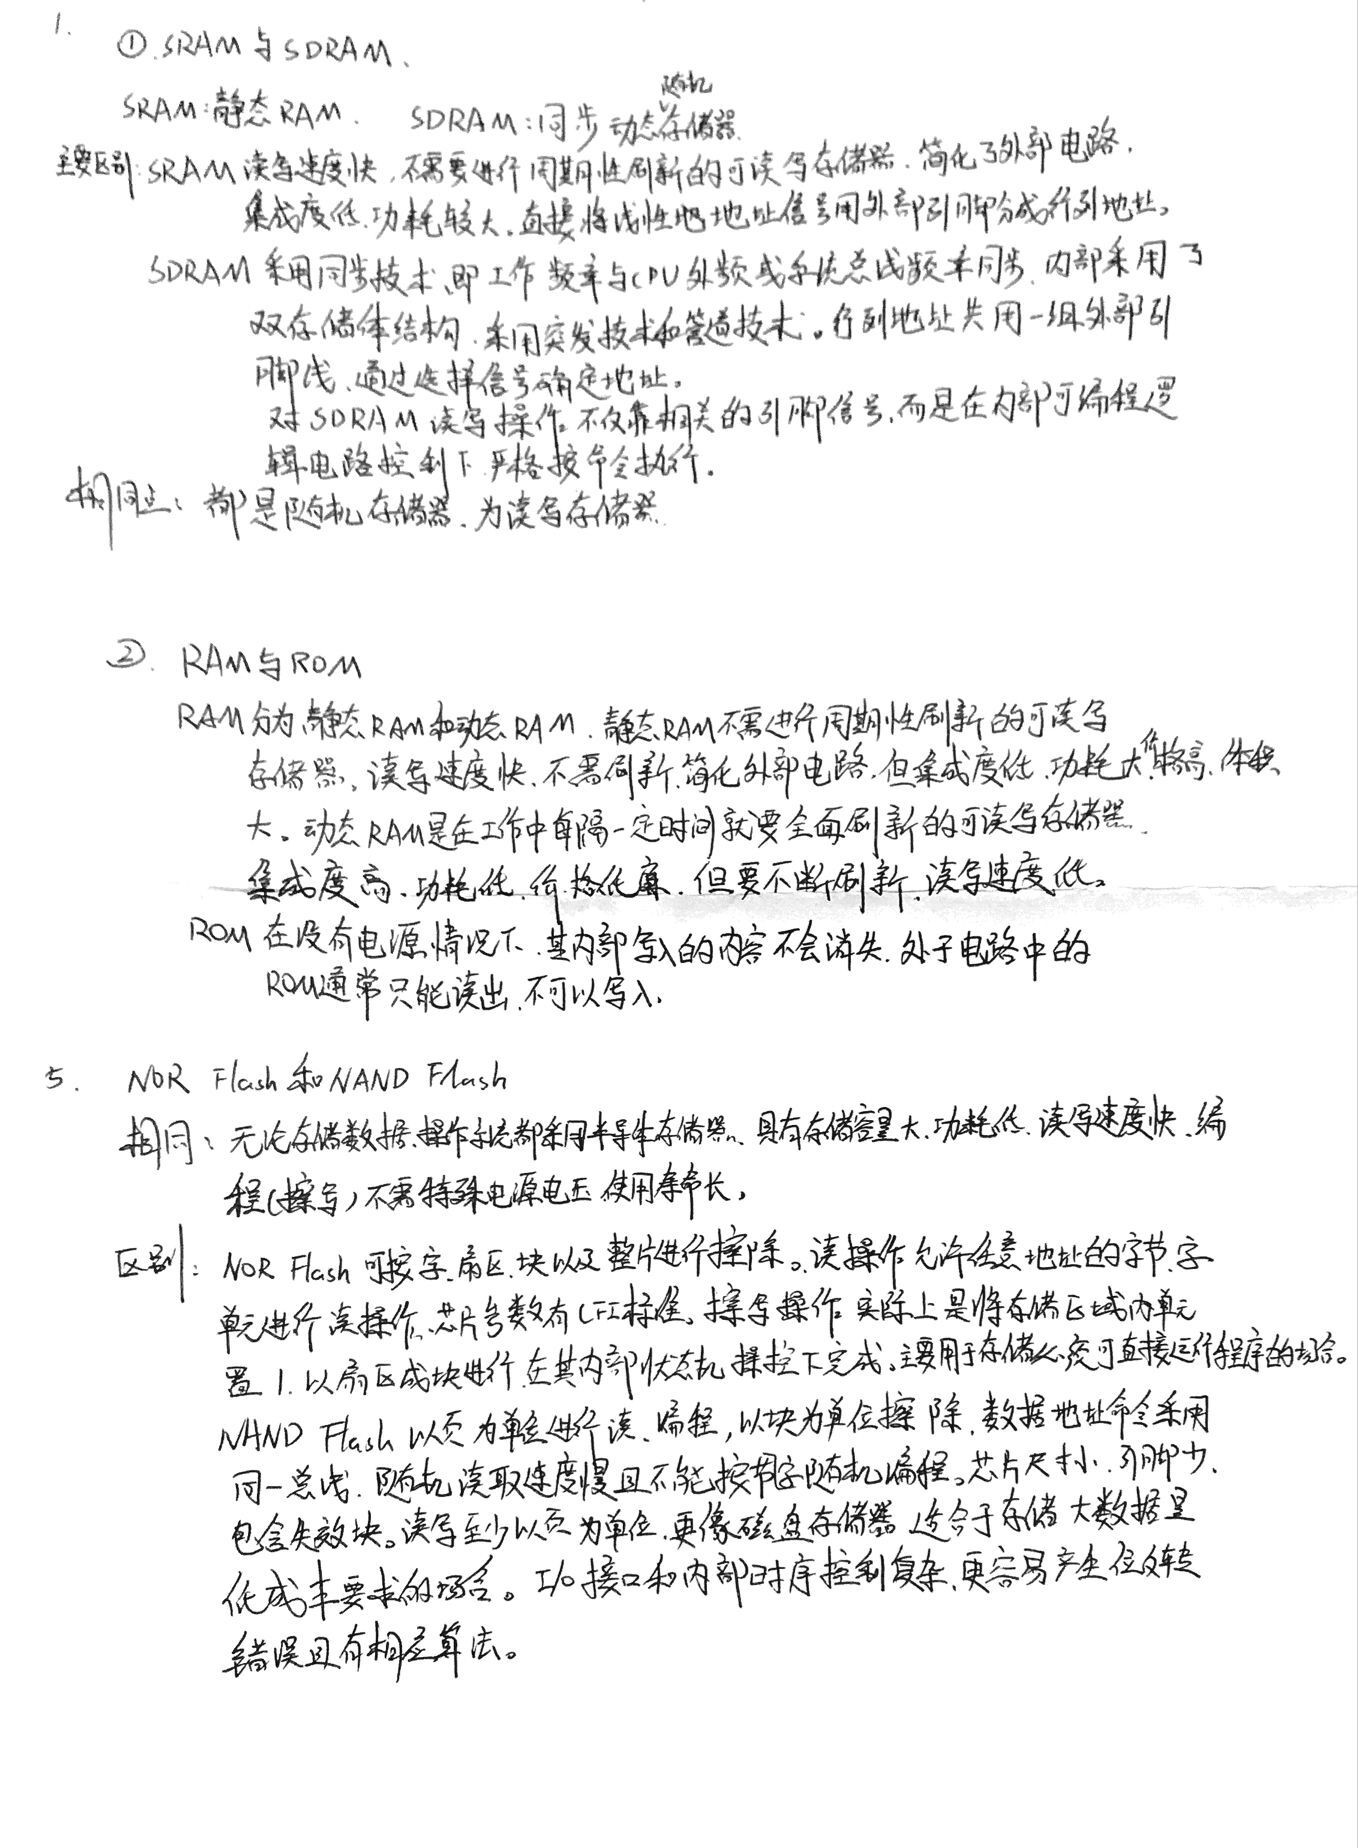 1.
①.SRAM与SDRAM、
SRAM:静态RAM. SDRAM:同步动态随机存储器.
主要区别:SRAM读写速度快,不需要进行周期性刷新的可读写存储器.简化了外部电路.
集成度低.功耗较大.直接将线性地址信号用外部引脚分成行列地址。
SDRAM采用同步技术、即工作频率与CPU外频或系统总线频率同步.内部采用了
双存储体结构.采用突发技术和管道技术。行列地址共用一组外部引
脚线、通过选择信号确定地址。
对SDRAM读写操作.不仅靠相关的引脚信号,而是在内部可编程逻
辑电路控制下严格按命令执行.
相同点:都是随机存储器.为读写存储器.
②. RAM与ROM
RAM分为静态RAM和动态RAM.静态RAM不需进行周期性刷新的可读写
存储器。读写速度快.不需刷新.简化外部电路.但集成度低.功耗大.价格高.体积
大。动态RAM是在工作中每隔一定时间就要全面刷新的可读写存储器.
集成度高.功耗低.价格低廉.但要不断刷新.读写速度低。
ROM在没有电源情况下.其内部写入的内容不会消失.处于电路中的
ROM通常只能读出.不可以写入.
5. NOR Flash和NAND Flash
相同:无论存储数据、操作系统都采用半导体存储器.具有存储容量大.功耗低.读写速度快.编
程(擦写)不需特殊电源电压.使用寿命长.
区别:NOR Flash可按字.扇区.块以及整片进行擦除。读操作允许任意地址的字节.字
单元进行读操作.芯片号数有CFI标准.擦写操作实际上是将存储区域内单元
置1.以扇区或块进行.在其内部状态机操控下完成.主要用于存储系统可直接运行程序的场合。
NAND Flash以页为单位进行读、编程,以块为单位擦除.数据地址命令采用
同一总线.随机读取速度慢且不能按字节随机编程。芯片尺寸小.引脚少.
包含失效块。读写至少以页为单位.更像磁盘存储器 适合于存储大数据量
低成本要求的场合。I/O接口和内部时序控制复杂.更容易产生位反转
错误且有相应算法。